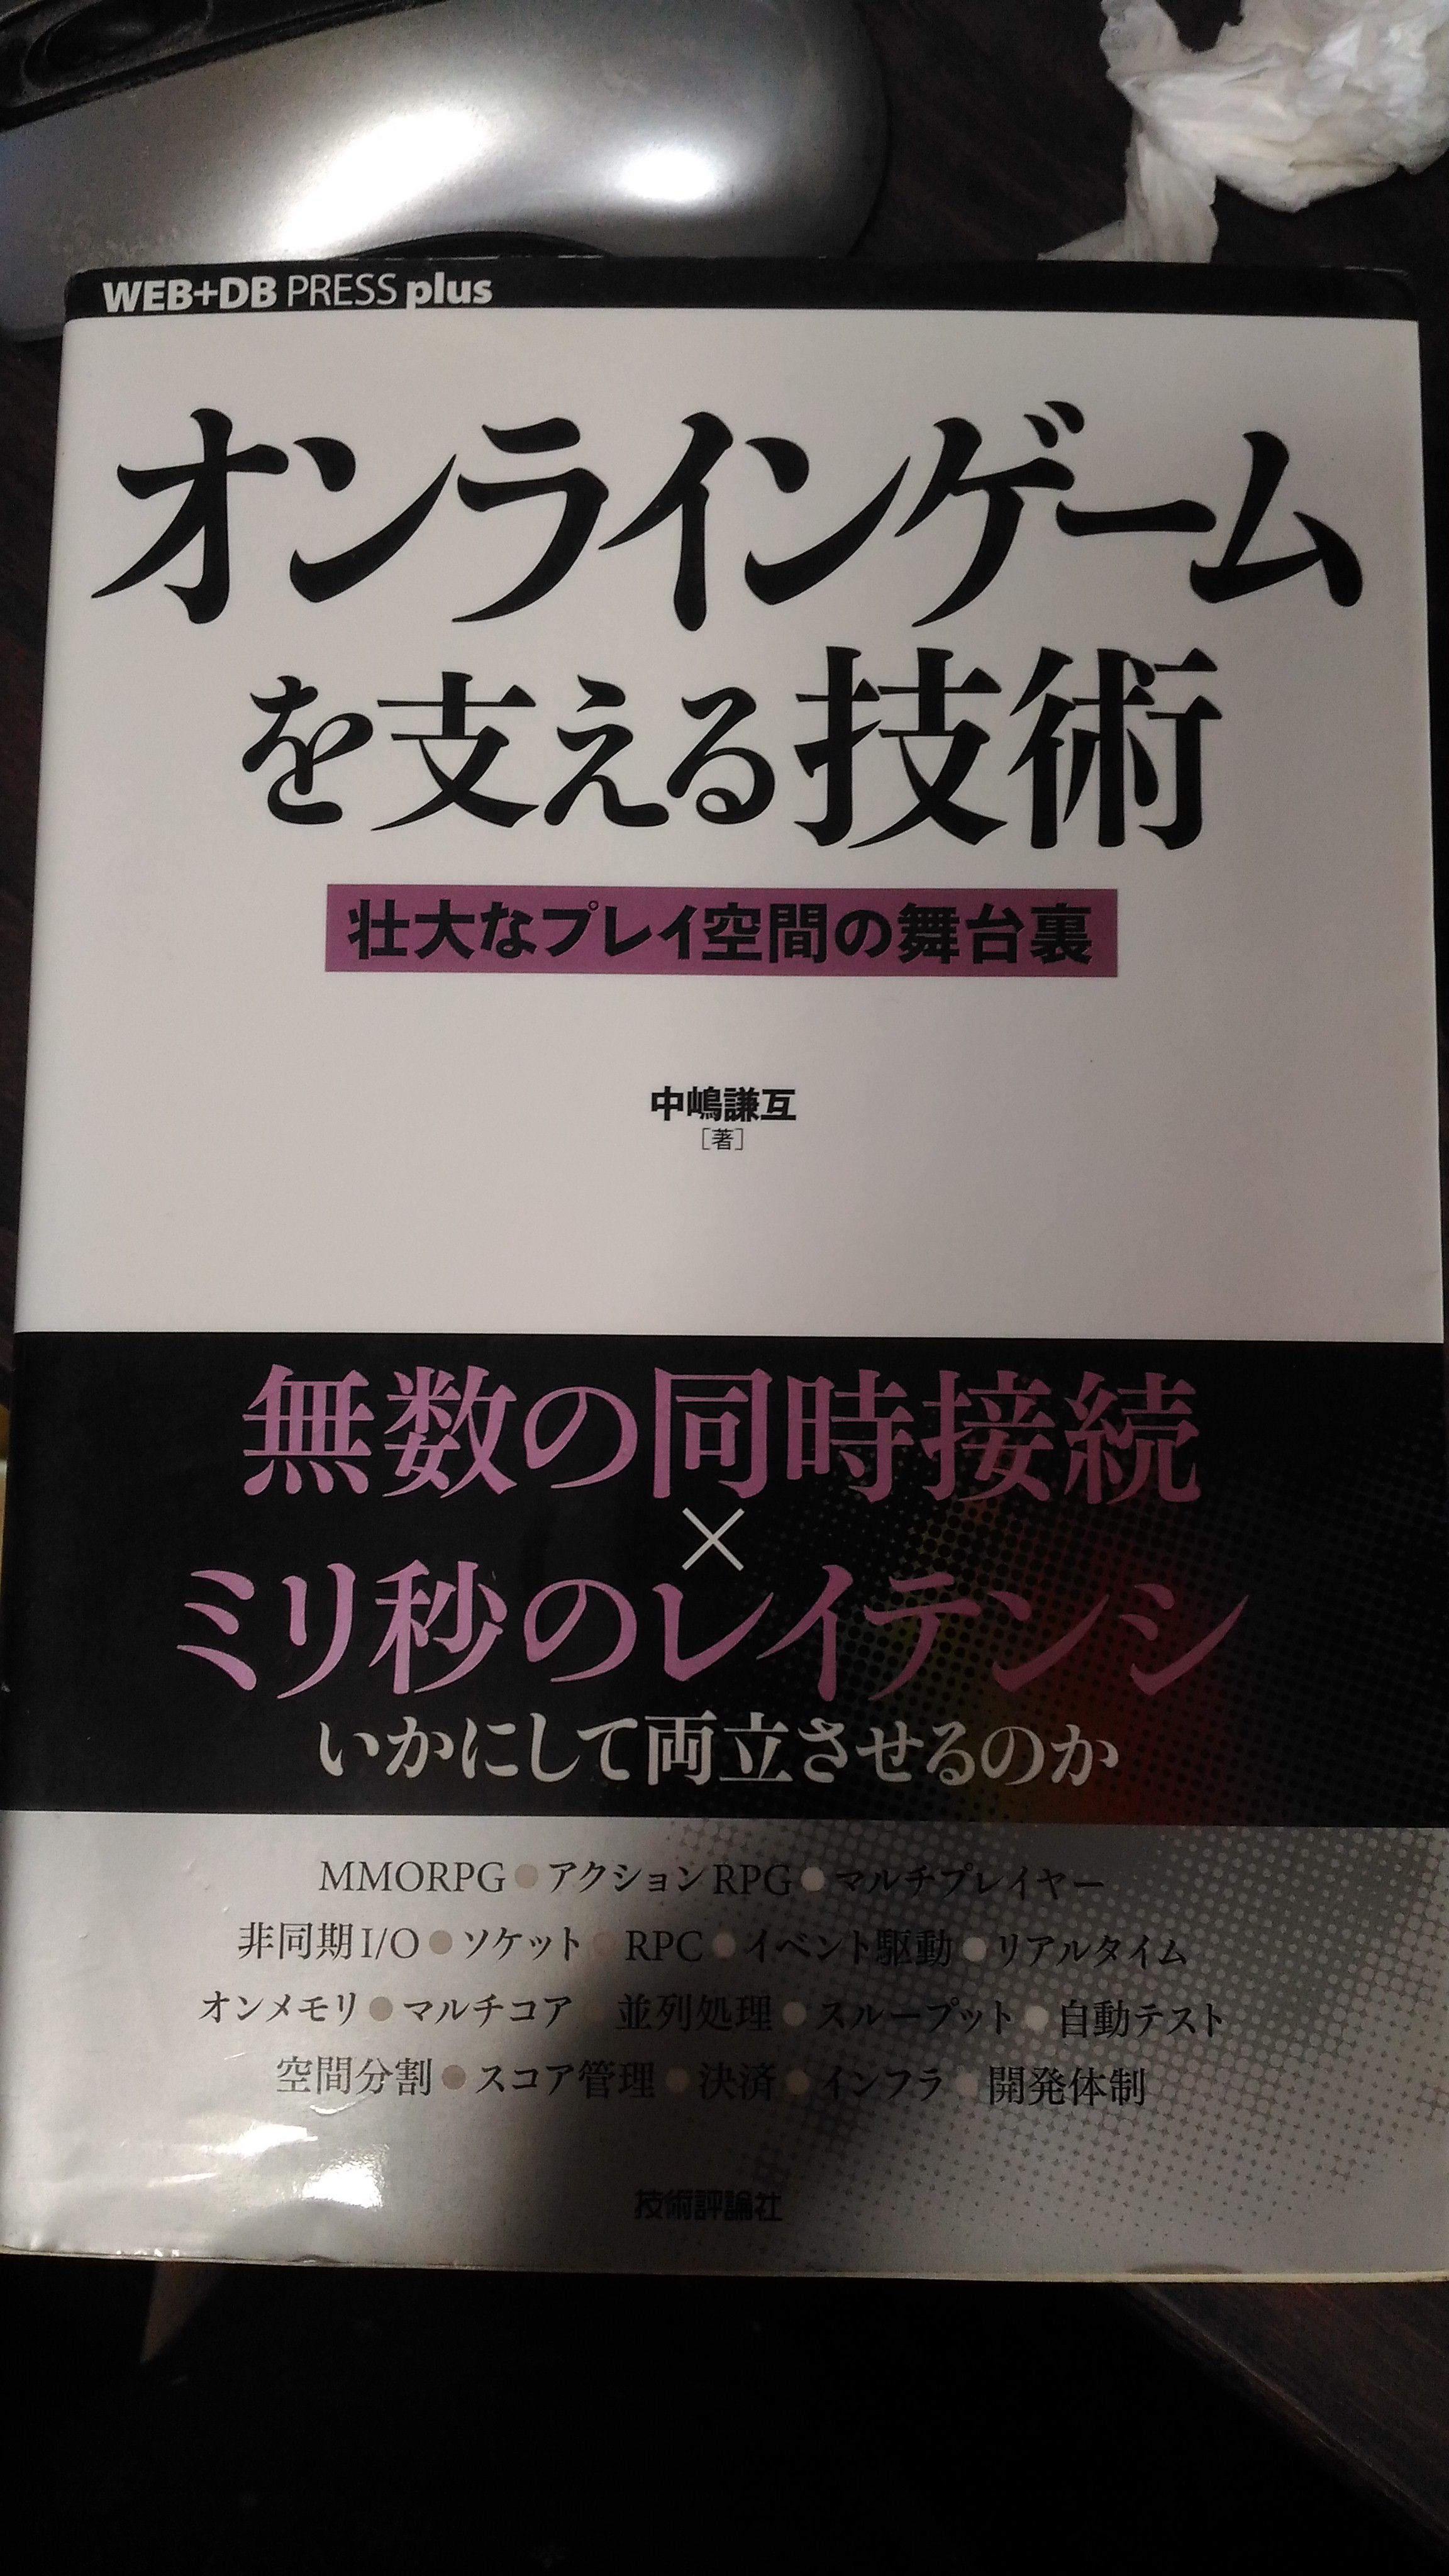 WEB+DB PRESS plus
オンラインゲーム
を支える技術
壮大なプレイ空間の舞台裏
中嶋謙互
［著］
無数の同時接続
×
ミリ秒のレイテンシ
いかにして両立させるのか
MMORPG●アクションRPG●マルチプレイヤー
非同期I/O●ソケット●RPC●イベント駆動●リアルタイム
オンメモリ●マルチコア●並列処理●スループット●自動テスト
空間分割●スコア管理●決済●インフラ●開発体制
技術評論社